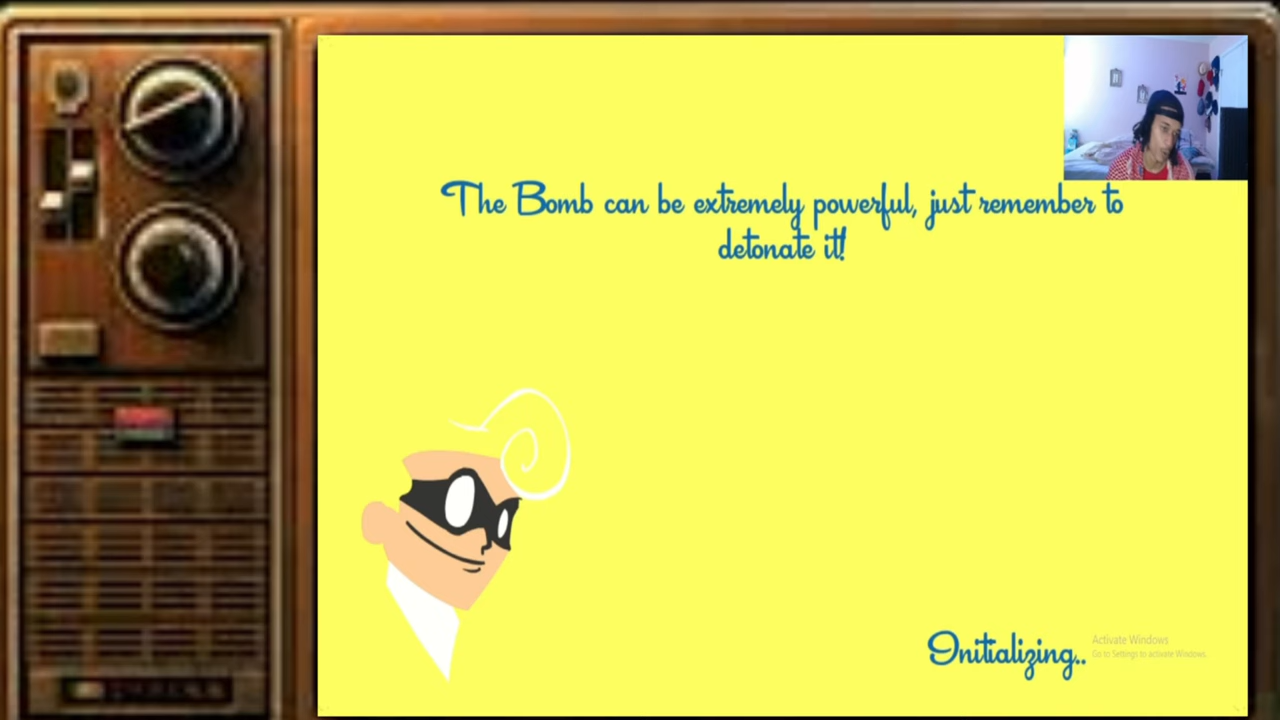 The Bomb can be extremely powerful, just remember to
detonate it!
Initializing..
Activate Windows
Go to Settings to activate Windows.